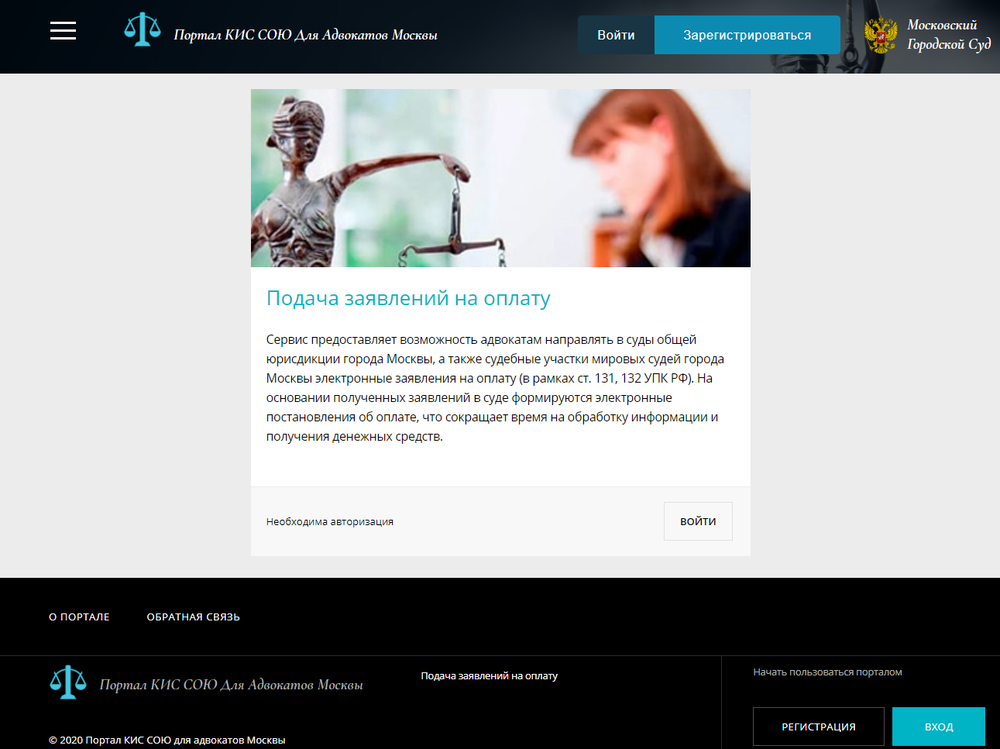 Портал КИС СОЮ Для Адвокатов Москвы
Войти
Зарегистрироваться
Московский
Городской Суд
Подача заявлений на оплату
Сервис предоставляет возможность адвокатам направлять в суды общей
юрисдикции города Москвы, а также судебные участки мировых судей города
Москвы электронные заявления на оплату (в рамках ст. 131, 132 УПК РФ). На
основании полученных заявлений в суде формируются электронные
постановления об оплате, что сокращает время на обработку информации и
получения денежных средств.
Необходима авторизация
ВОЙТИ
О ПОРТАЛЕ
ОБРАТНАЯ СВЯЗЬ
Портал КИС СОЮ Для Адвокатов Москвы
© 2020 Портал КИС СОЮ для адвокатов Москвы
Подача заявлений на оплату
Начать пользоваться порталом
РЕГИСТРАЦИЯ
ВХОД